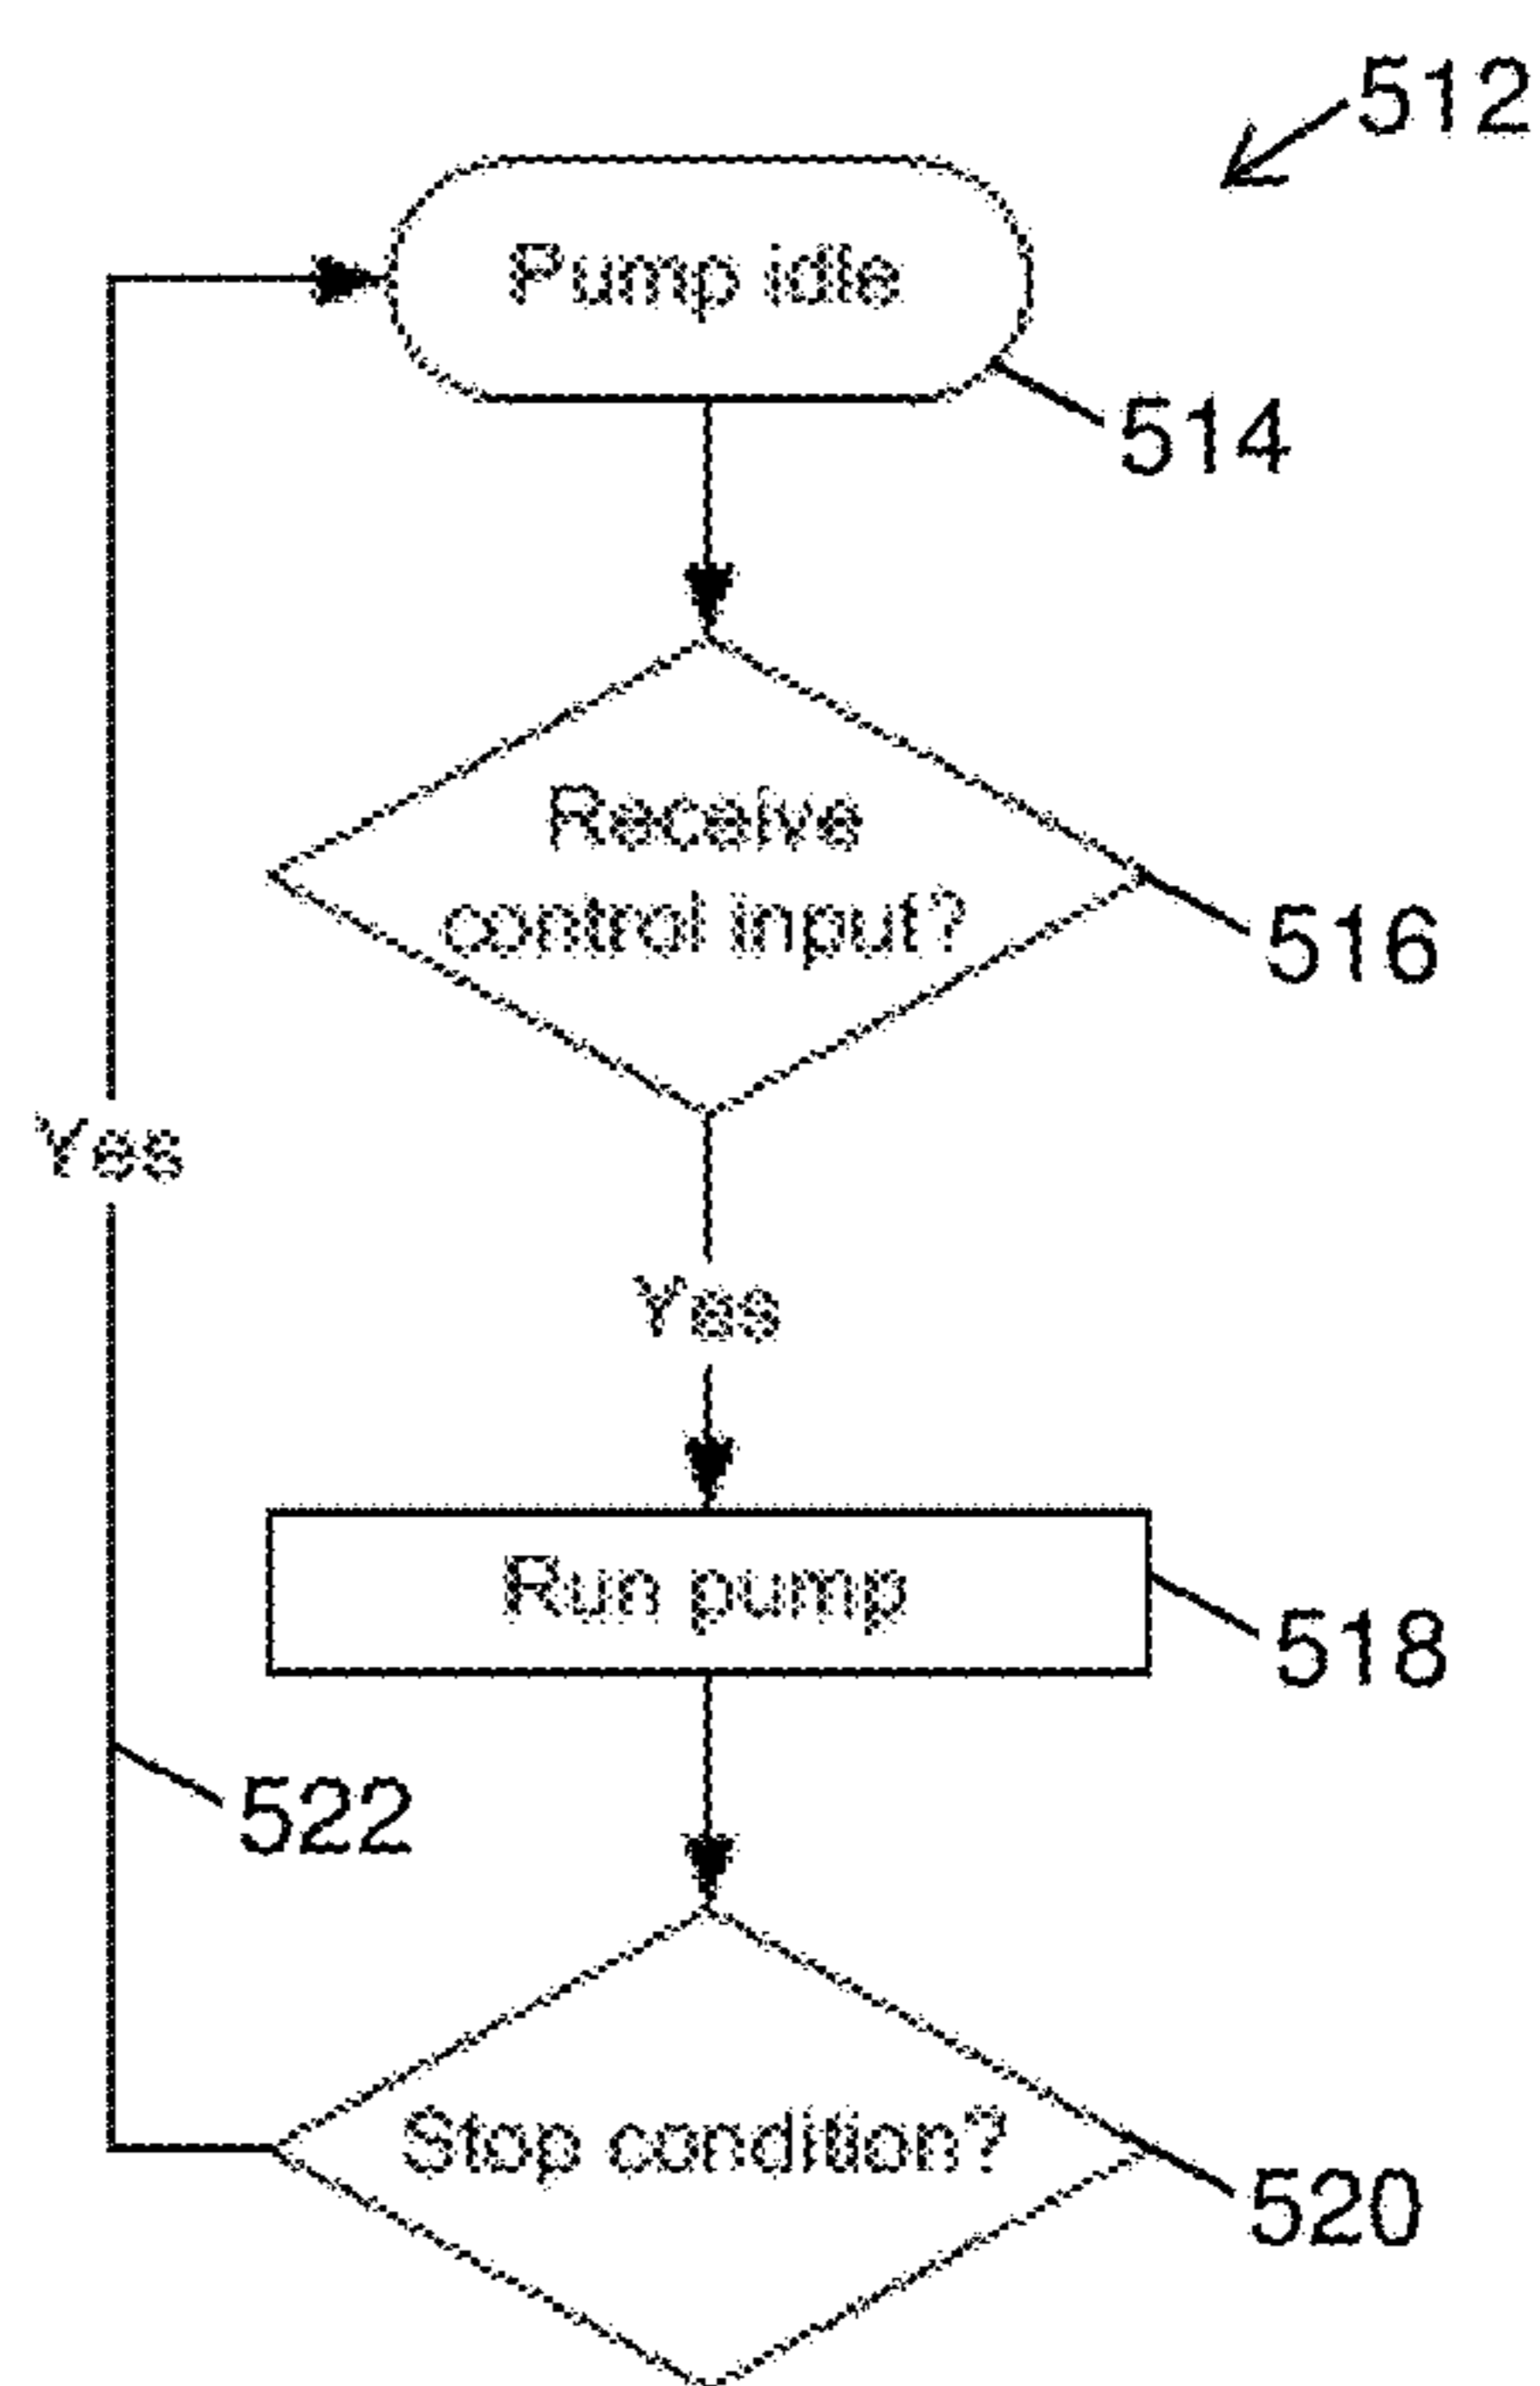 512
Pump idle
514
Receive
control input?
516
Yes
Yes
Run pump
518
522
Stop condition?
520